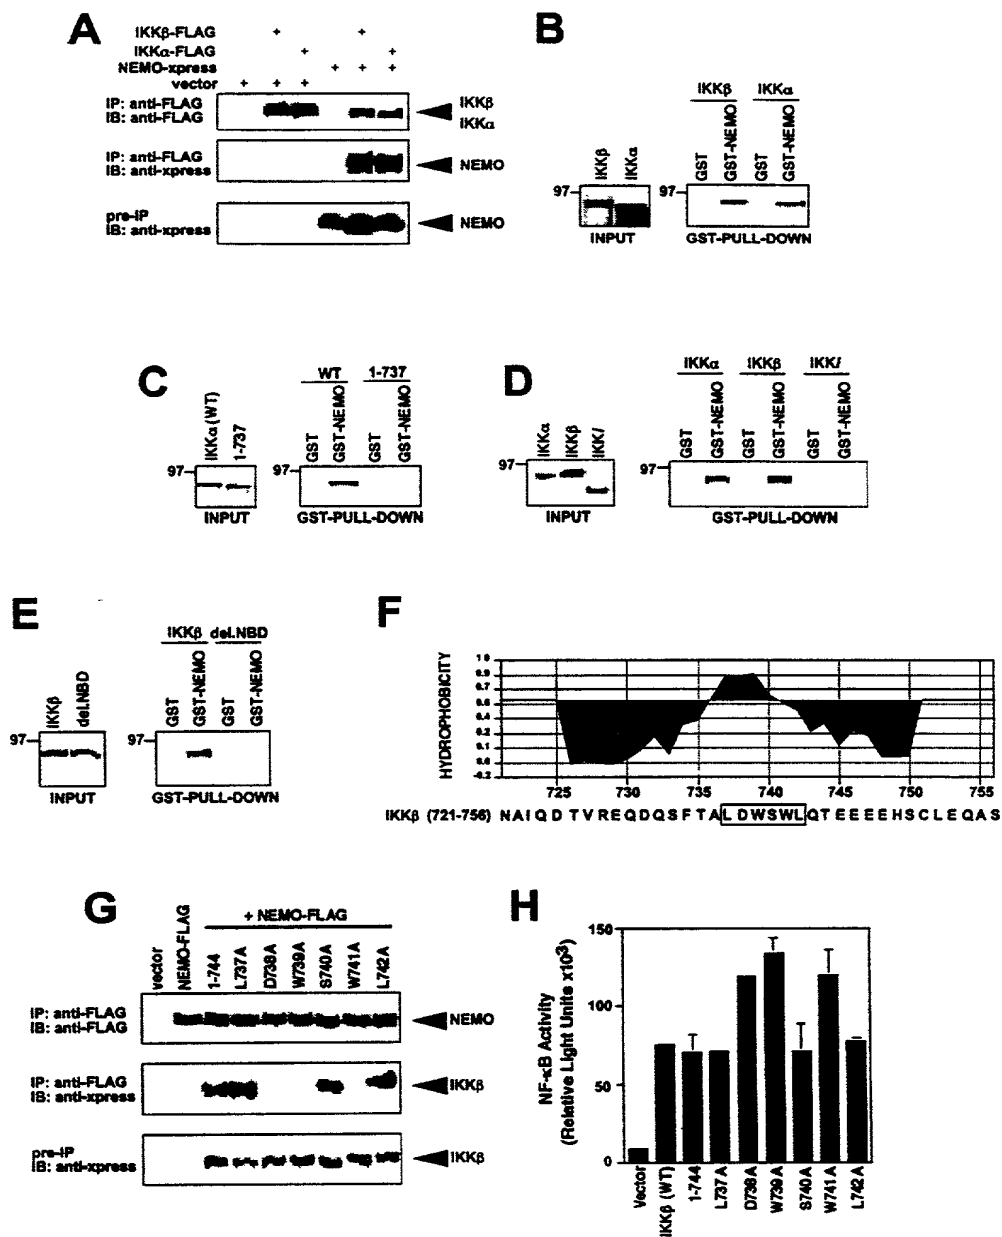 A
IKKβ-FLAG + +
IKKα-FLAG + +
NEMO-xpress + + +
vector + + +
IP: anti-FLAG
IB: anti-FLAG
IKKβ
IKKα
IP: anti-FLAG
IB: anti-xpress
NEMO
pre-IP
IB: anti-xpress
NEMO
B
IKKβ IKKα
GST
GST-NEMO
GST
GST-NEMO
IKKβ
IKKα
97
97
INPUT
GST-PULL-DOWN
C
WT 1-737
IKKα (WT)
1-737
GST
GST-NEMO
GST
GST-NEMO
97
97
INPUT
GST-PULL-DOWN
D
IKKα IKKβ IKKi
IKKα
IKKβ
IKKi
GST
GST-NEMO
GST
GST-NEMO
GST
GST-NEMO
97
97
INPUT
GST-PULL-DOWN
E
IKKβ del.NBD
IKKβ
del.NBD
GST
GST-NEMO
GST
GST-NEMO
97
97
INPUT
GST-PULL-DOWN
F
HYDROPHOBICITY
725 730 735 740 745 750 755
IKKβ (721-756) NAIQDTVREQDQSFTALDWSWLQTEEEEHSCLEQAS
G
+ NEMO-FLAG
vector
NEMO-FLAG
1-744
L737A
D738A
W739A
S740A
W741A
L742A
IP: anti-FLAG
IB: anti-FLAG
NEMO
IP: anti-FLAG
IB: anti-xpress
IKKβ
pre-IP
IB: anti-xpress
IKKβ
H
NF-κB Activity
(Relative Light Units x10³)
150
100
50
0
Vector
IKKβ (WT)
1-744
L737A
D738A
W739A
S740A
W741A
L742A